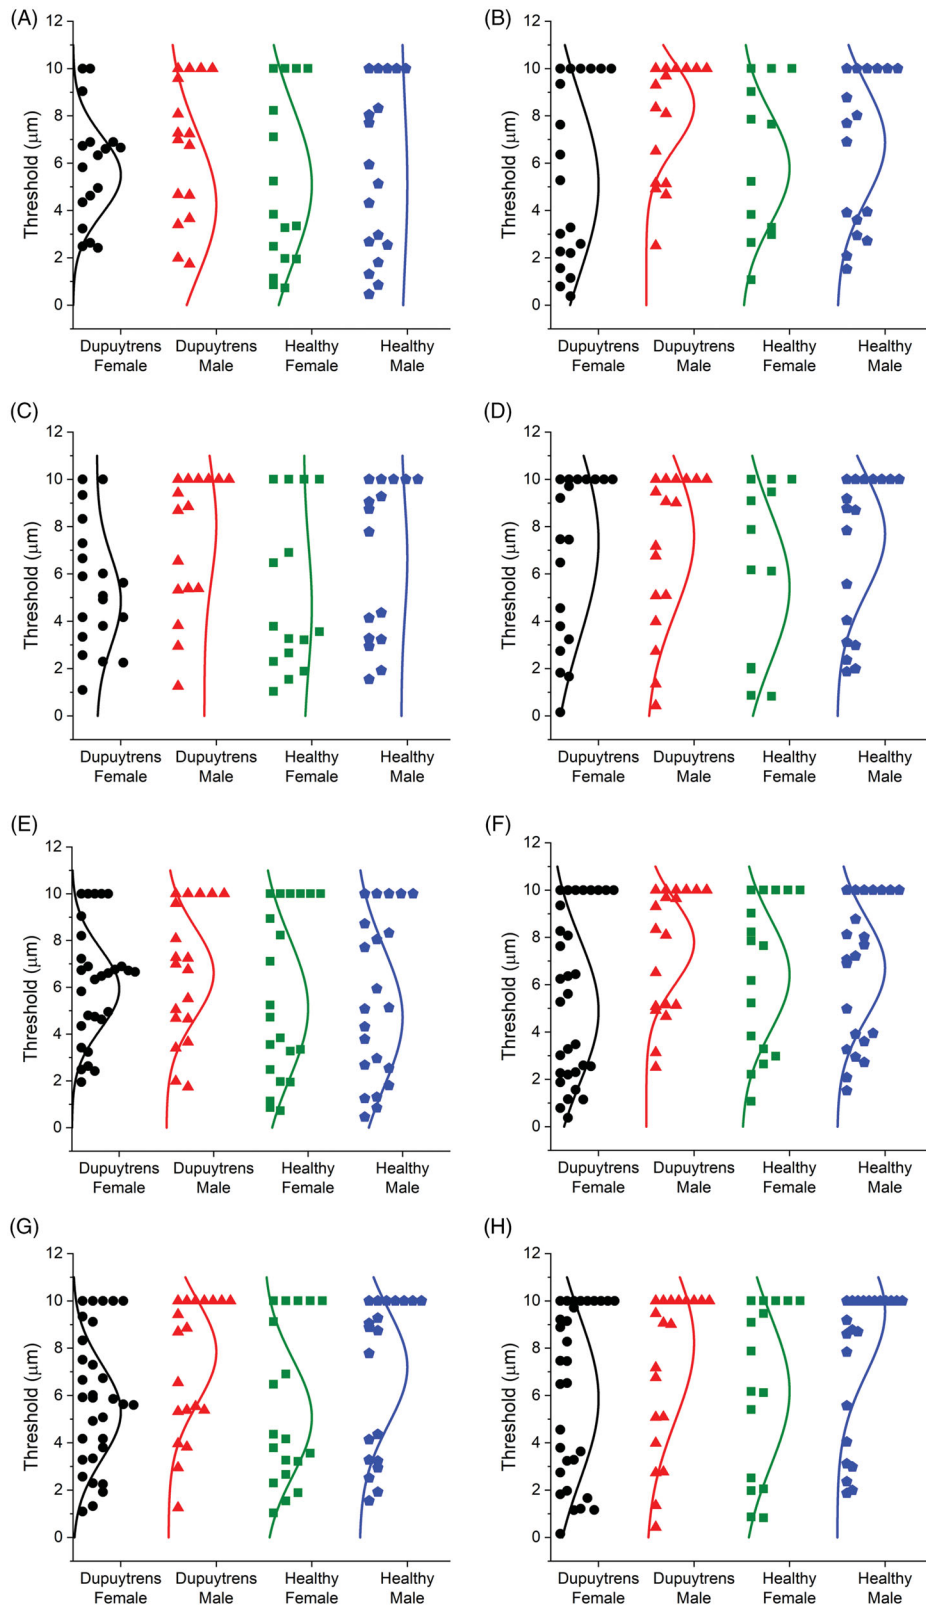 (A)
12
10
8
6
4
2
0
Threshold (μm)
Dupuytrens Female
Dupuytrens Male
Healthy Female
Healthy Male
(B)
12
10
8
6
4
2
0
Threshold (μm)
Dupuytrens Female
Dupuytrens Male
Healthy Female
Healthy Male
(C)
12
10
8
6
4
2
0
Threshold (μm)
Dupuytrens Female
Dupuytrens Male
Healthy Female
Healthy Male
(D)
12
10
8
6
4
2
0
Threshold (μm)
Dupuytrens Female
Dupuytrens Male
Healthy Female
Healthy Male
(E)
12
10
8
6
4
2
0
Threshold (μm)
Dupuytrens Female
Dupuytrens Male
Healthy Female
Healthy Male
(F)
12
10
8
6
4
2
0
Threshold (μm)
Dupuytrens Female
Dupuytrens Male
Healthy Female
Healthy Male
(G)
12
10
8
6
4
2
0
Threshold (μm)
Dupuytrens Female
Dupuytrens Male
Healthy Female
Healthy Male
(H)
12
10
8
6
4
2
0
Threshold (μm)
Dupuytrens Female
Dupuytrens Male
Healthy Female
Healthy Male